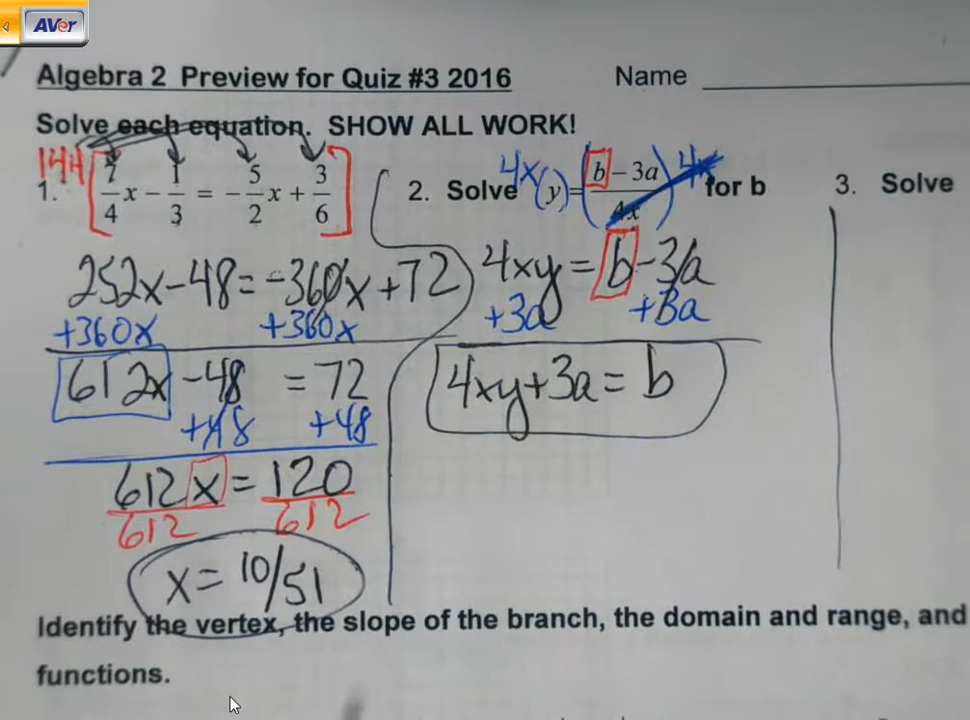 AVer
Algebra 2 Preview for Quiz #3 2016 Name
Solve each equation. SHOW ALL WORK!
144
1. 7/4 x − 1/3 = − 5/2 x + 3/6
252x − 48 = −360x + 72
+360x +360x
612x − 48 = 72
+48 +48
612x = 120
612 612
x = 10/51
2. Solve 4x (y) = (b − 3a / 4x) 4x for b
4xy = b − 3a
+3a +3a
4xy + 3a = b
3. Solve
Identify the vertex, the slope of the branch, the domain and range, and
functions.